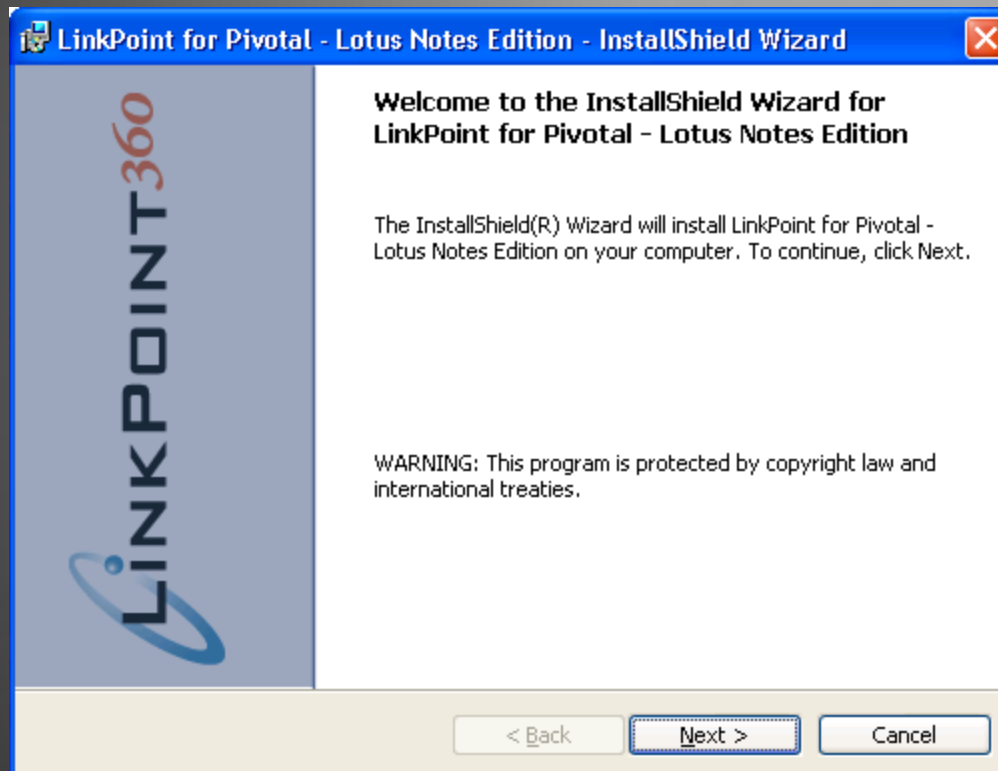 LinkPoint for Pivotal - Lotus Notes Edition - InstallShield Wizard
LINKPOINT360
Welcome to the InstallShield Wizard for
LinkPoint for Pivotal - Lotus Notes Edition
The InstallShield(R) Wizard will install LinkPoint for Pivotal -
Lotus Notes Edition on your computer. To continue, click Next.
WARNING: This program is protected by copyright law and
international treaties.
< Back
Next >
Cancel